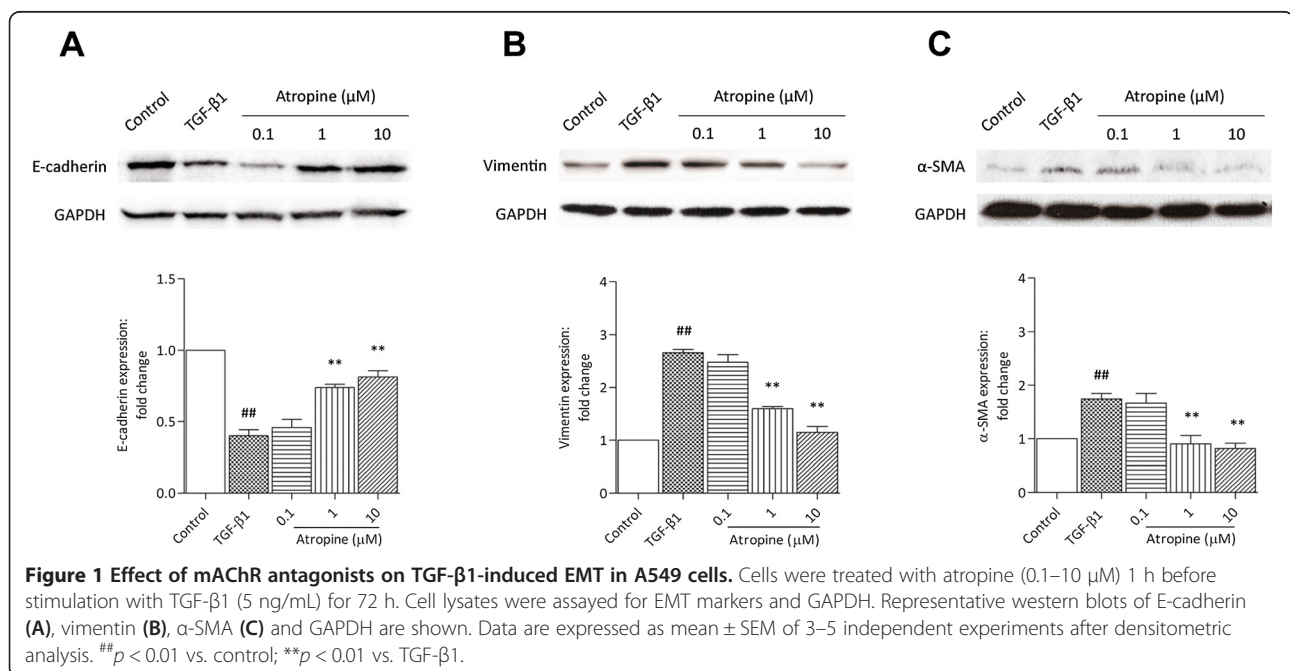 A
B
C
Control TGF-β1 Atropine (μM)
0.1 1 10
E-cadherin
GAPDH
Control TGF-β1 Atropine (μM)
0.1 1 10
Vimentin
GAPDH
Control TGF-β1 Atropine (μM)
0.1 1 10
α-SMA
GAPDH
E-cadherin expression:
fold change
1.5
1.0
0.5
0.0
##
**
**
Control TGF-β1 0.1 1 10
Atropine (μM)
Vimentin expression:
fold change
4
3
2
1
0
##
**
**
Control TGF-β1 0.1 1 10
Atropine (μM)
α-SMA expression:
fold change
4
3
2
1
0
##
**
**
Control TGF-β1 0.1 1 10
Atropine (μM)
Figure 1 Effect of mAChR antagonists on TGF-β1-induced EMT in A549 cells. Cells were treated with atropine (0.1–10 μM) 1 h before
stimulation with TGF-β1 (5 ng/mL) for 72 h. Cell lysates were assayed for EMT markers and GAPDH. Representative western blots of E-cadherin
(A), vimentin (B), α-SMA (C) and GAPDH are shown. Data are expressed as mean ± SEM of 3–5 independent experiments after densitometric
analysis. ##p < 0.01 vs. control; **p < 0.01 vs. TGF-β1.